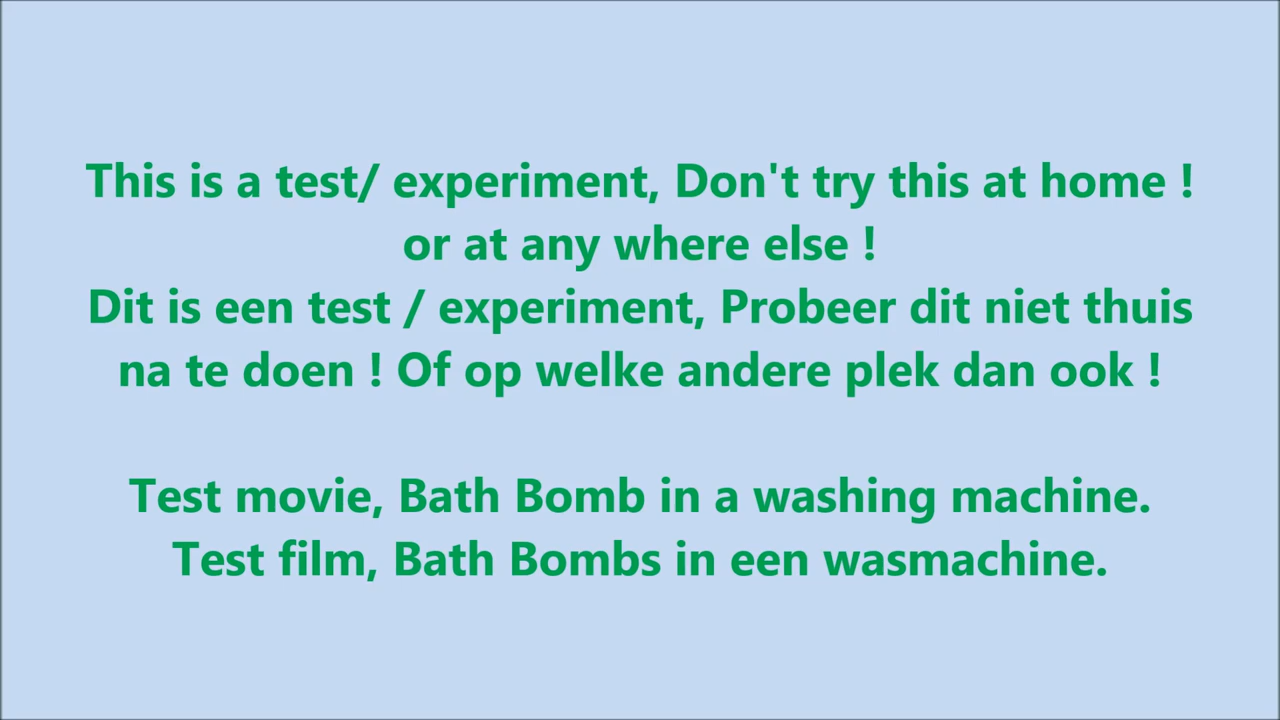 This is a test/ experiment, Don't try this at home !
or at any where else !
Dit is een test / experiment, Probeer dit niet thuis
na te doen ! Of op welke andere plek dan ook !
Test movie, Bath Bomb in a washing machine.
Test film, Bath Bombs in een wasmachine.